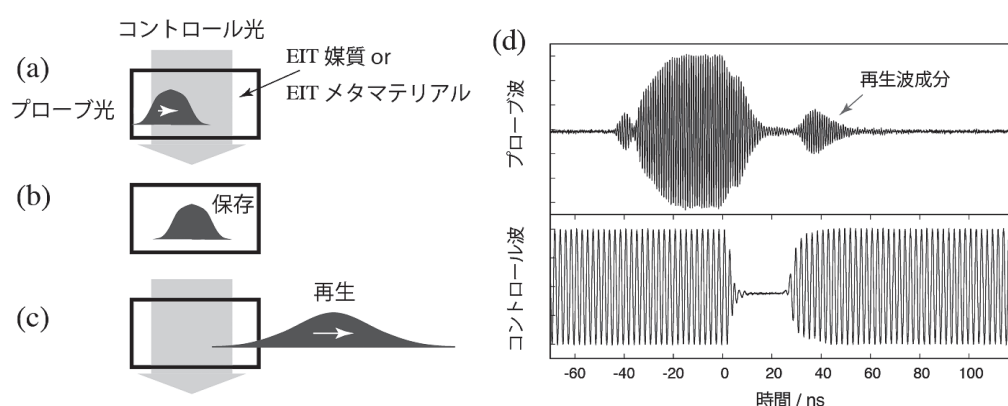 コントロール光
(a)
EIT 媒質 or
EIT メタマテリアル
プローブ光
(b)
保存
(c)
再生
(d)
プローブ波
再生波成分
コントロール波
-60 -40 -20 0 20 40 60 80 100
時間 / ns